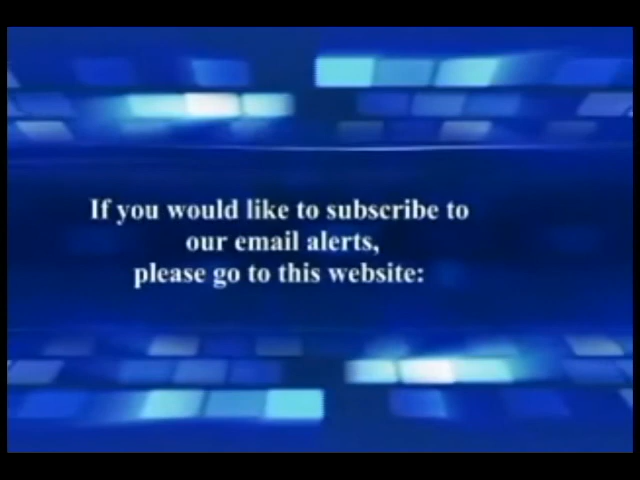 If you would like to subscribe to
our email alerts,
please go to this website: